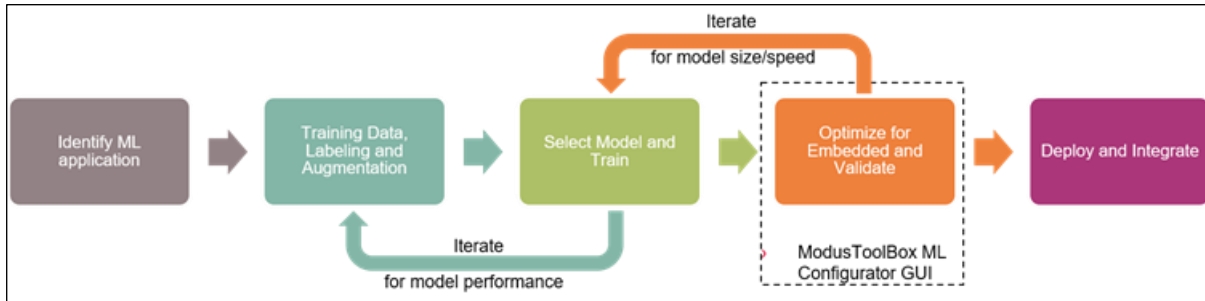 Iterate
for model size/speed
Identify ML
application
Training Data,
Labeling and
Augmentation
Select Model and
Train
Optimize for
Embedded and
Validate
Deploy and Integrate
Iterate
for model performance
ModusToolBox ML
Configurator GUI